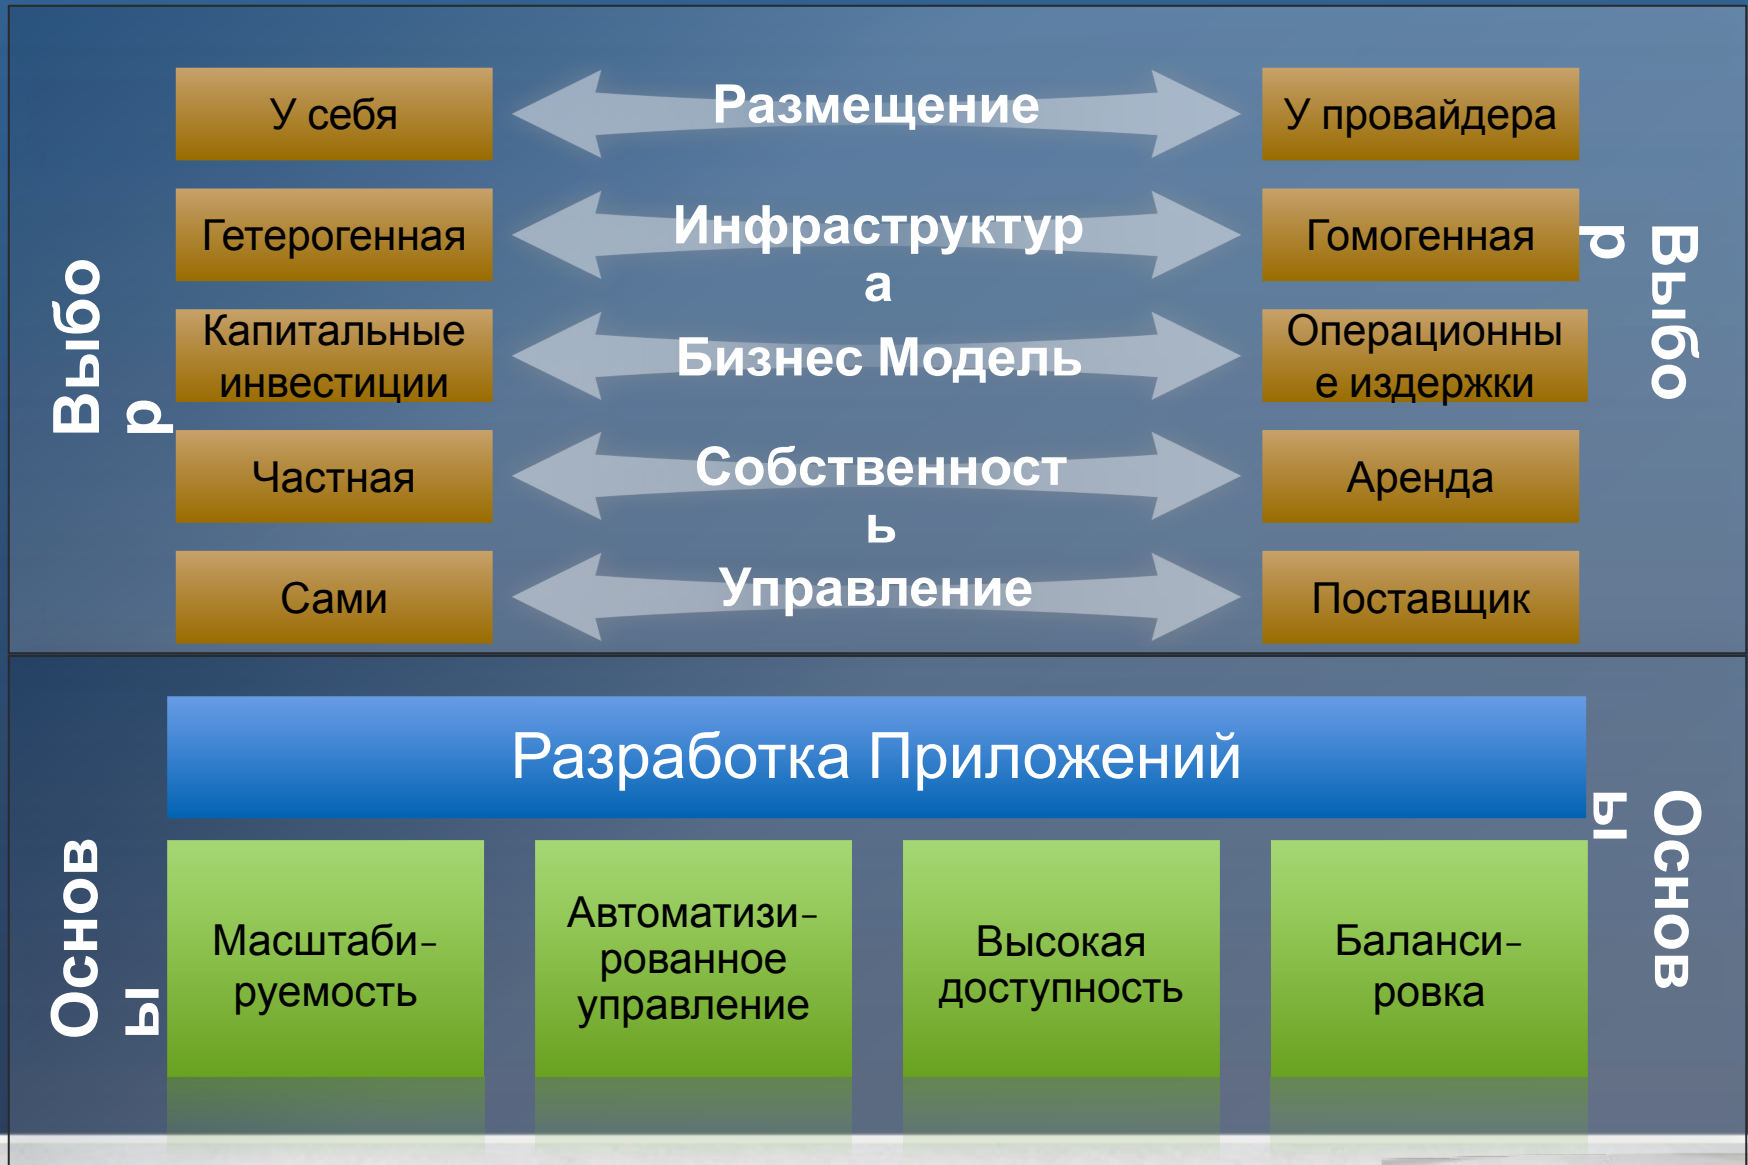 Выбо
р
У себя
Размещение
У провайдера
Гетерогенная
Инфраструктур
а
Гомогенная
Капитальные
инвестиции
Бизнес Модель
Операционны
е издержки
Частная
Собственност
ь
Аренда
Сами
Управление
Поставщик
Выбо
р
Основ
ы
Разработка Приложений
Масштаби-
руемость
Автоматизи-
рованное
управление
Высокая
доступность
Баланси-
ровка
Основ
ы